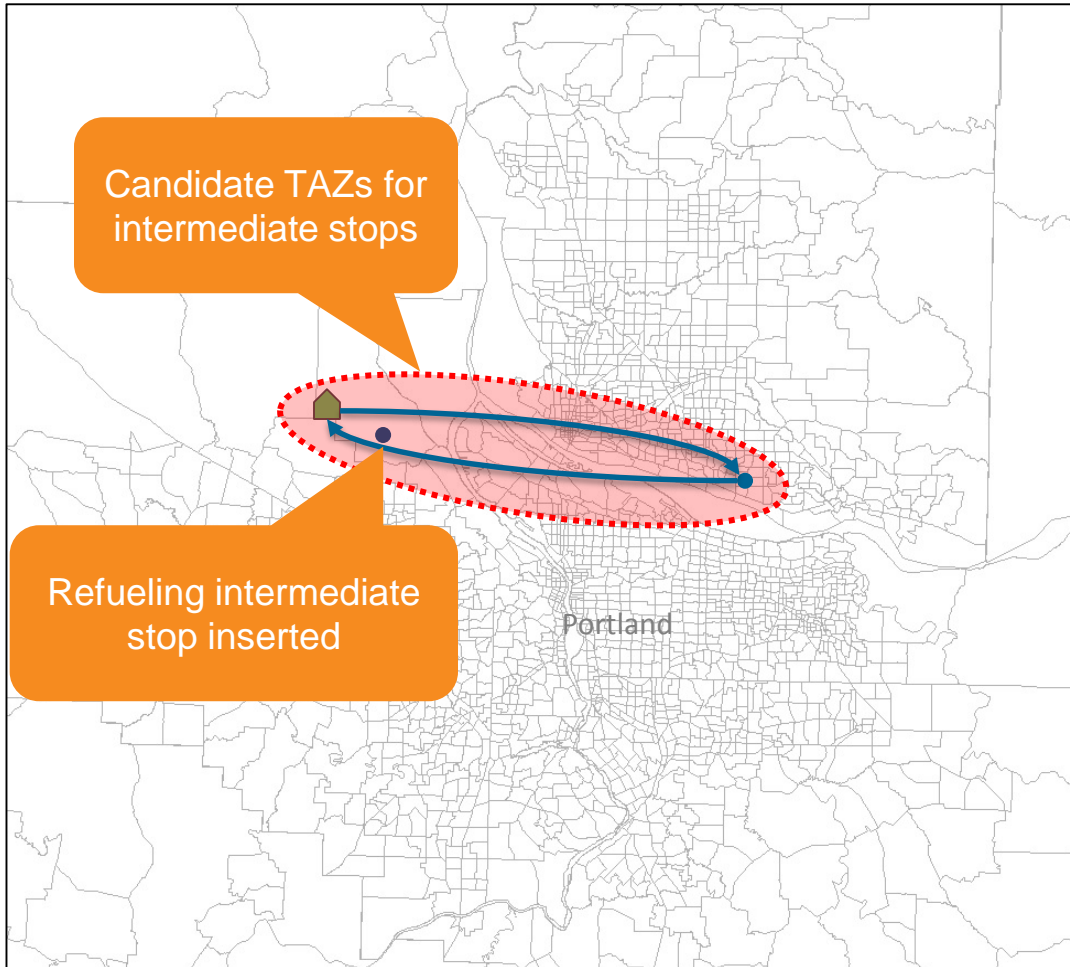 Candidate TAZs for
intermediate stops
Refueling intermediate
stop inserted
Portland